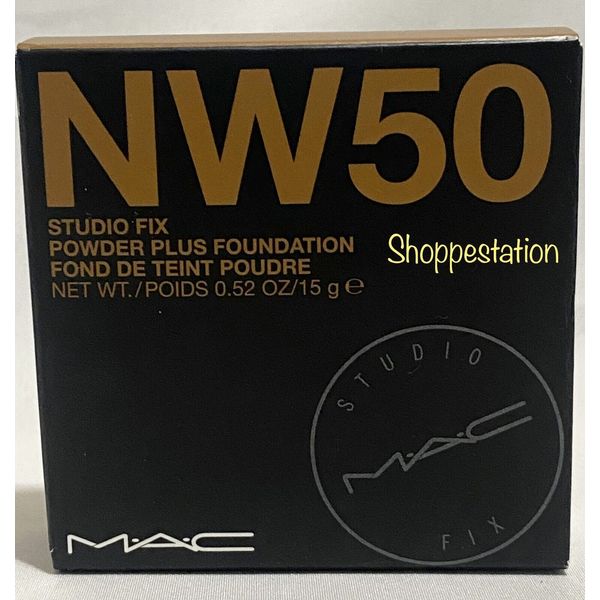 NW50
STUDIO FIX
POWDER PLUS FOUNDATION
FOND DE TEINT POUDRE
NET WT./POIDS 0.52 OZ/15 g ℮
Shoppestation
STUDIO
M·A·C
FIX
M·A·C